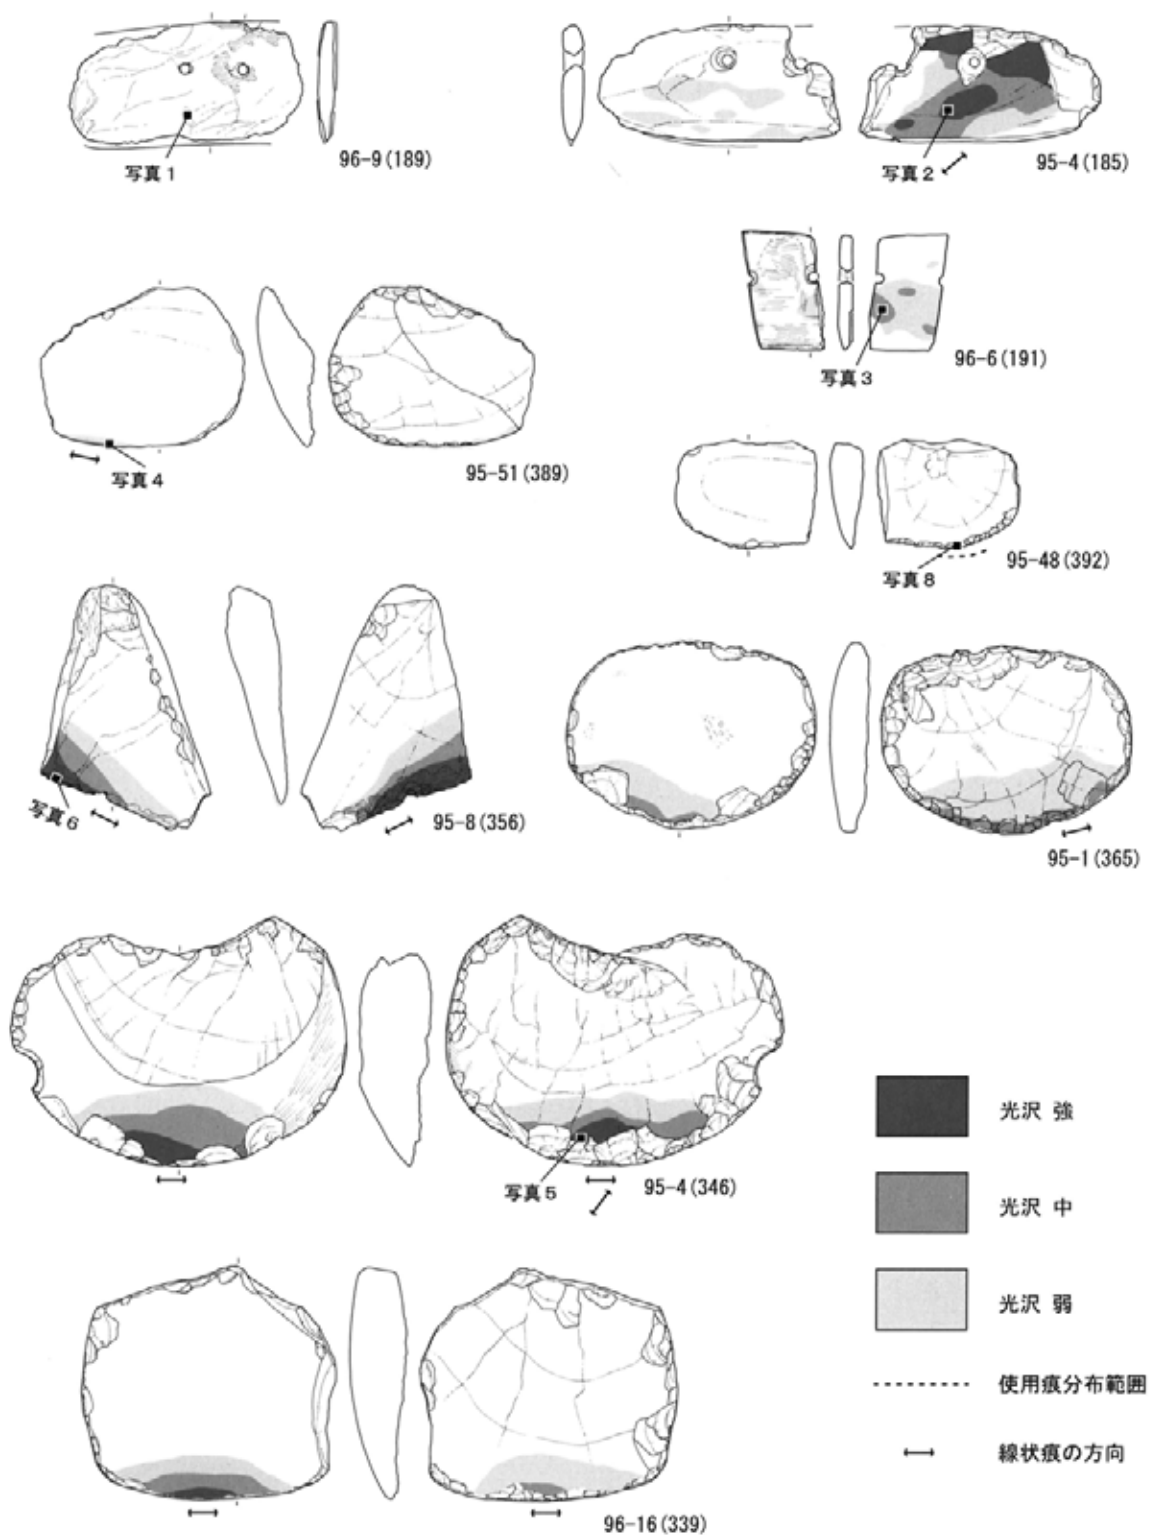 96-9(189)
写真1
95-4(185)
写真2
96-6(191)
写真3
95-51(389)
写真4
95-48(392)
写真8
95-8(356)
写真6
95-1(365)
95-4(346)
写真5
96-16(339)
光沢 強
光沢 中
光沢 弱
使用痕分布範囲
線状痕の方向